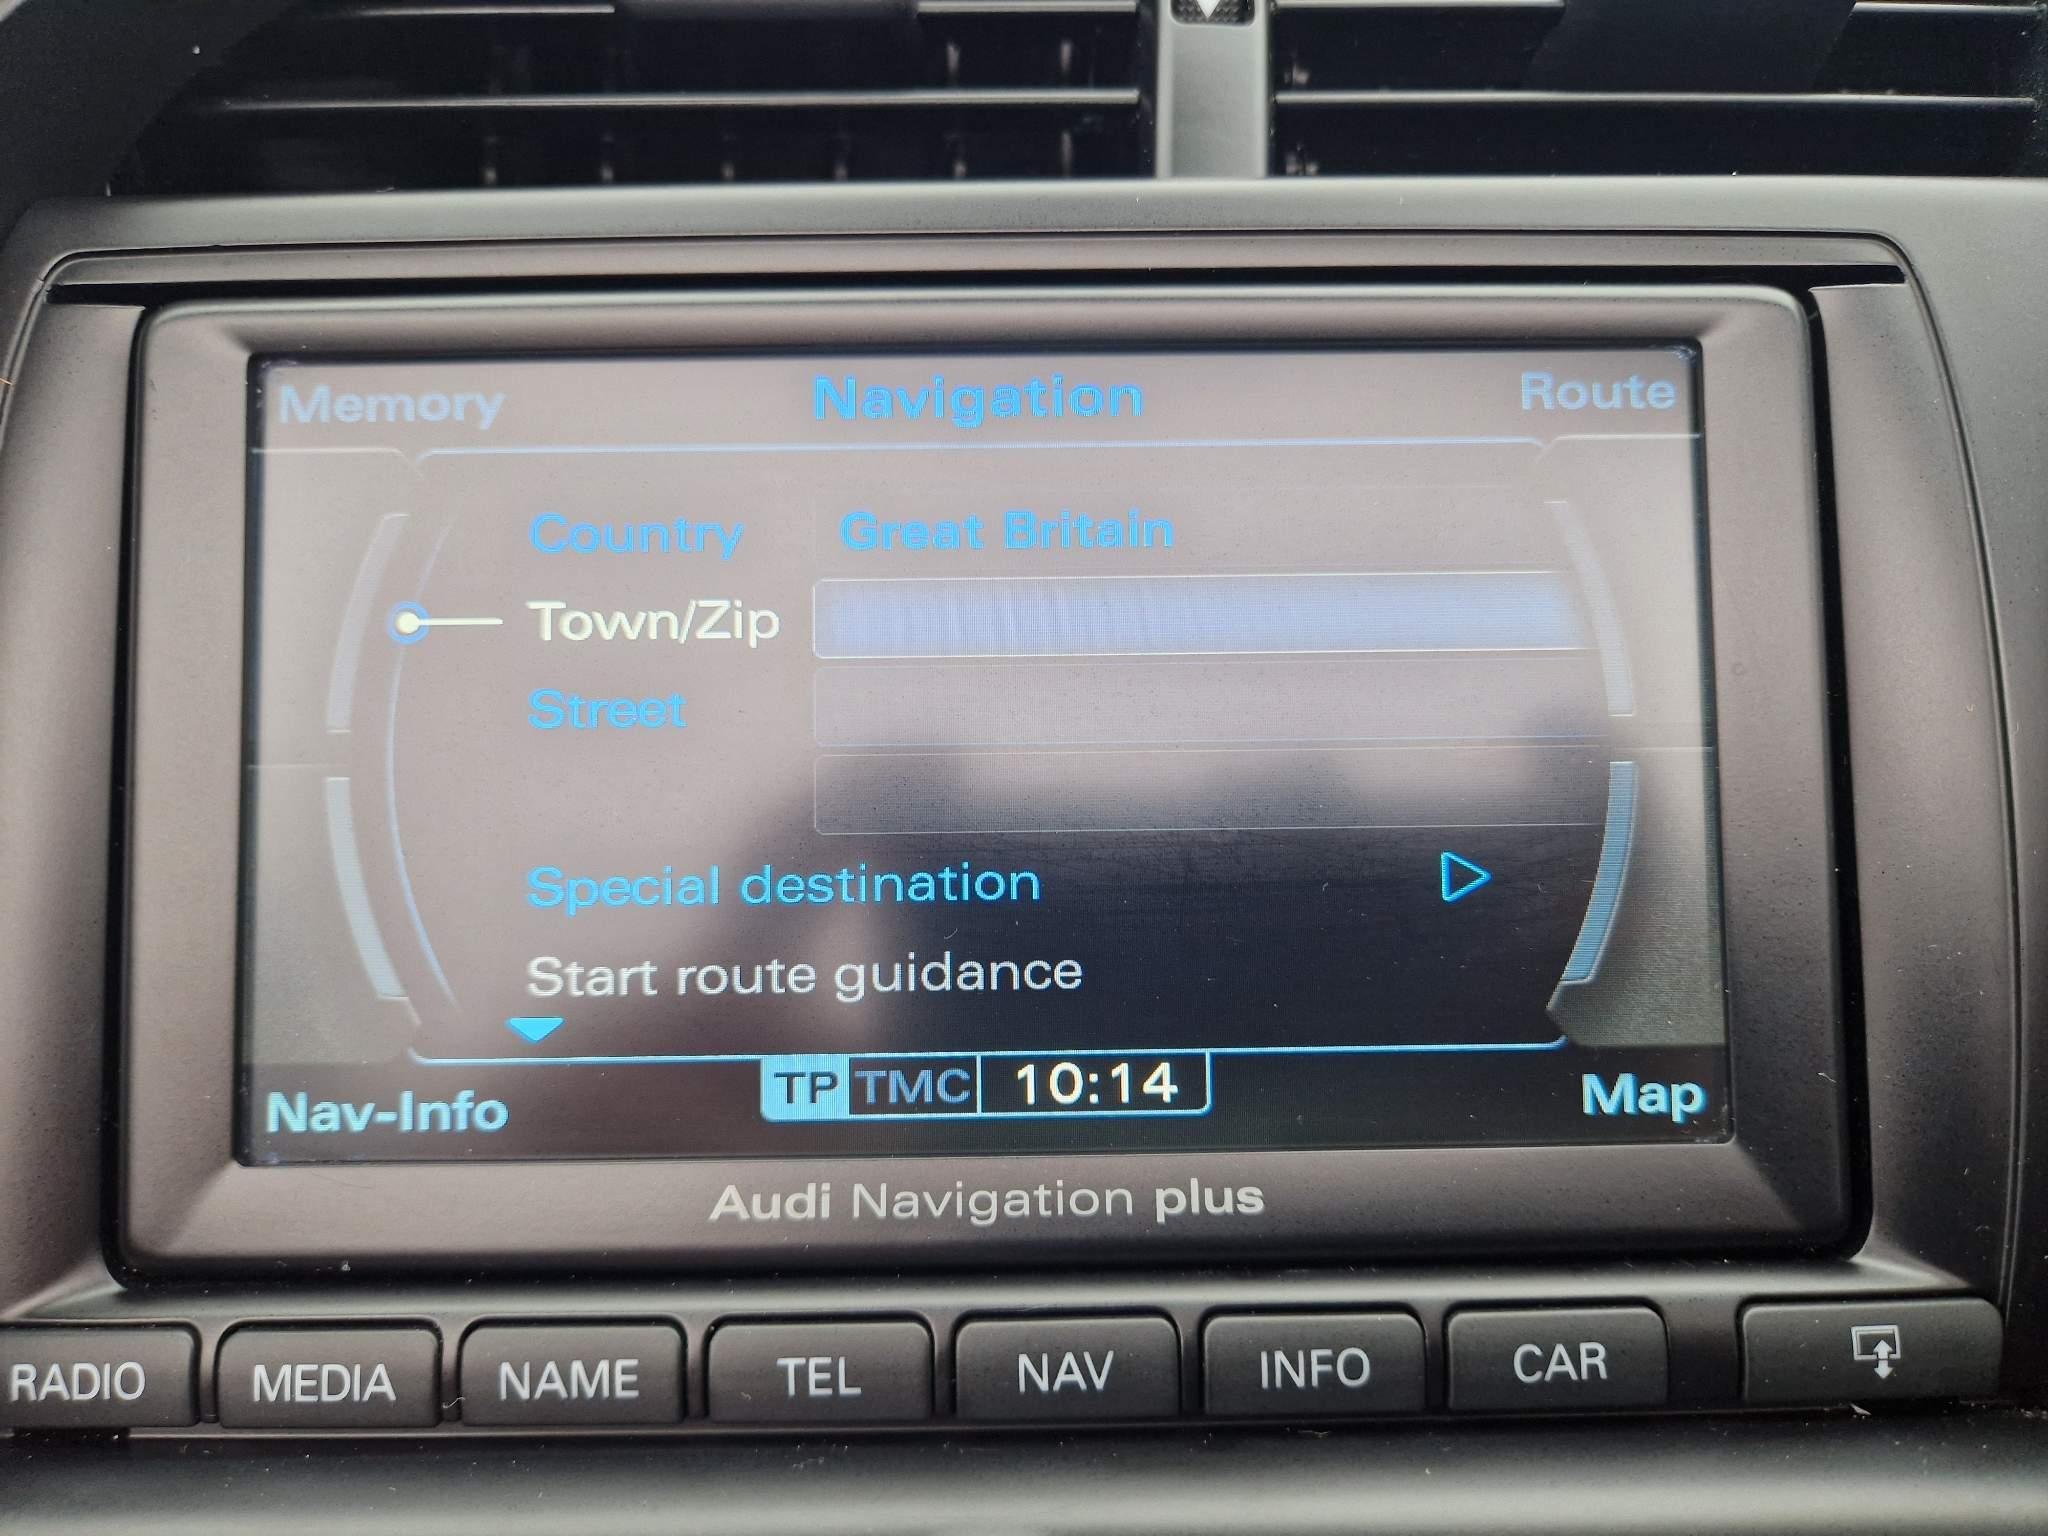 Memory Navigation Route
Country Great Britain
Town/Zip
Street
Special destination
Start route guidance
Nav-Info TP TMC 10:14 Map
Audi Navigation plus
RADIO MEDIA NAME TEL NAV INFO CAR